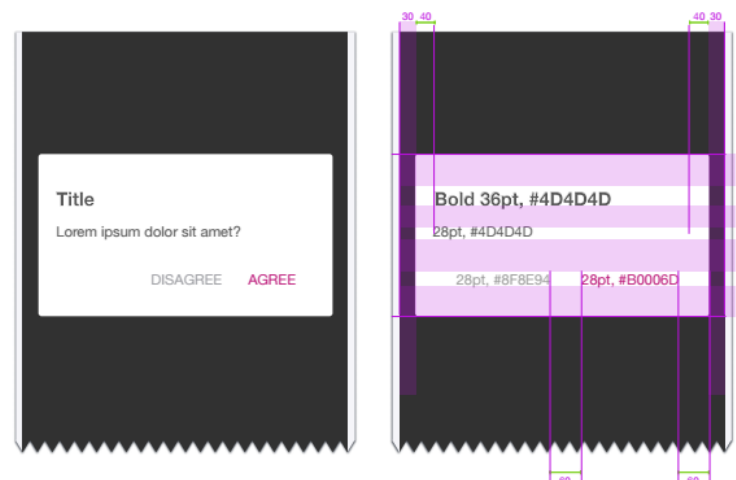 30 40 40 30
Title
Lorem ipsum dolor sit amet?
DISAGREE AGREE
Bold 36pt, #4D4D4D
28pt, #4D4D4D
28pt, #8F8E94 28pt, #B0006D